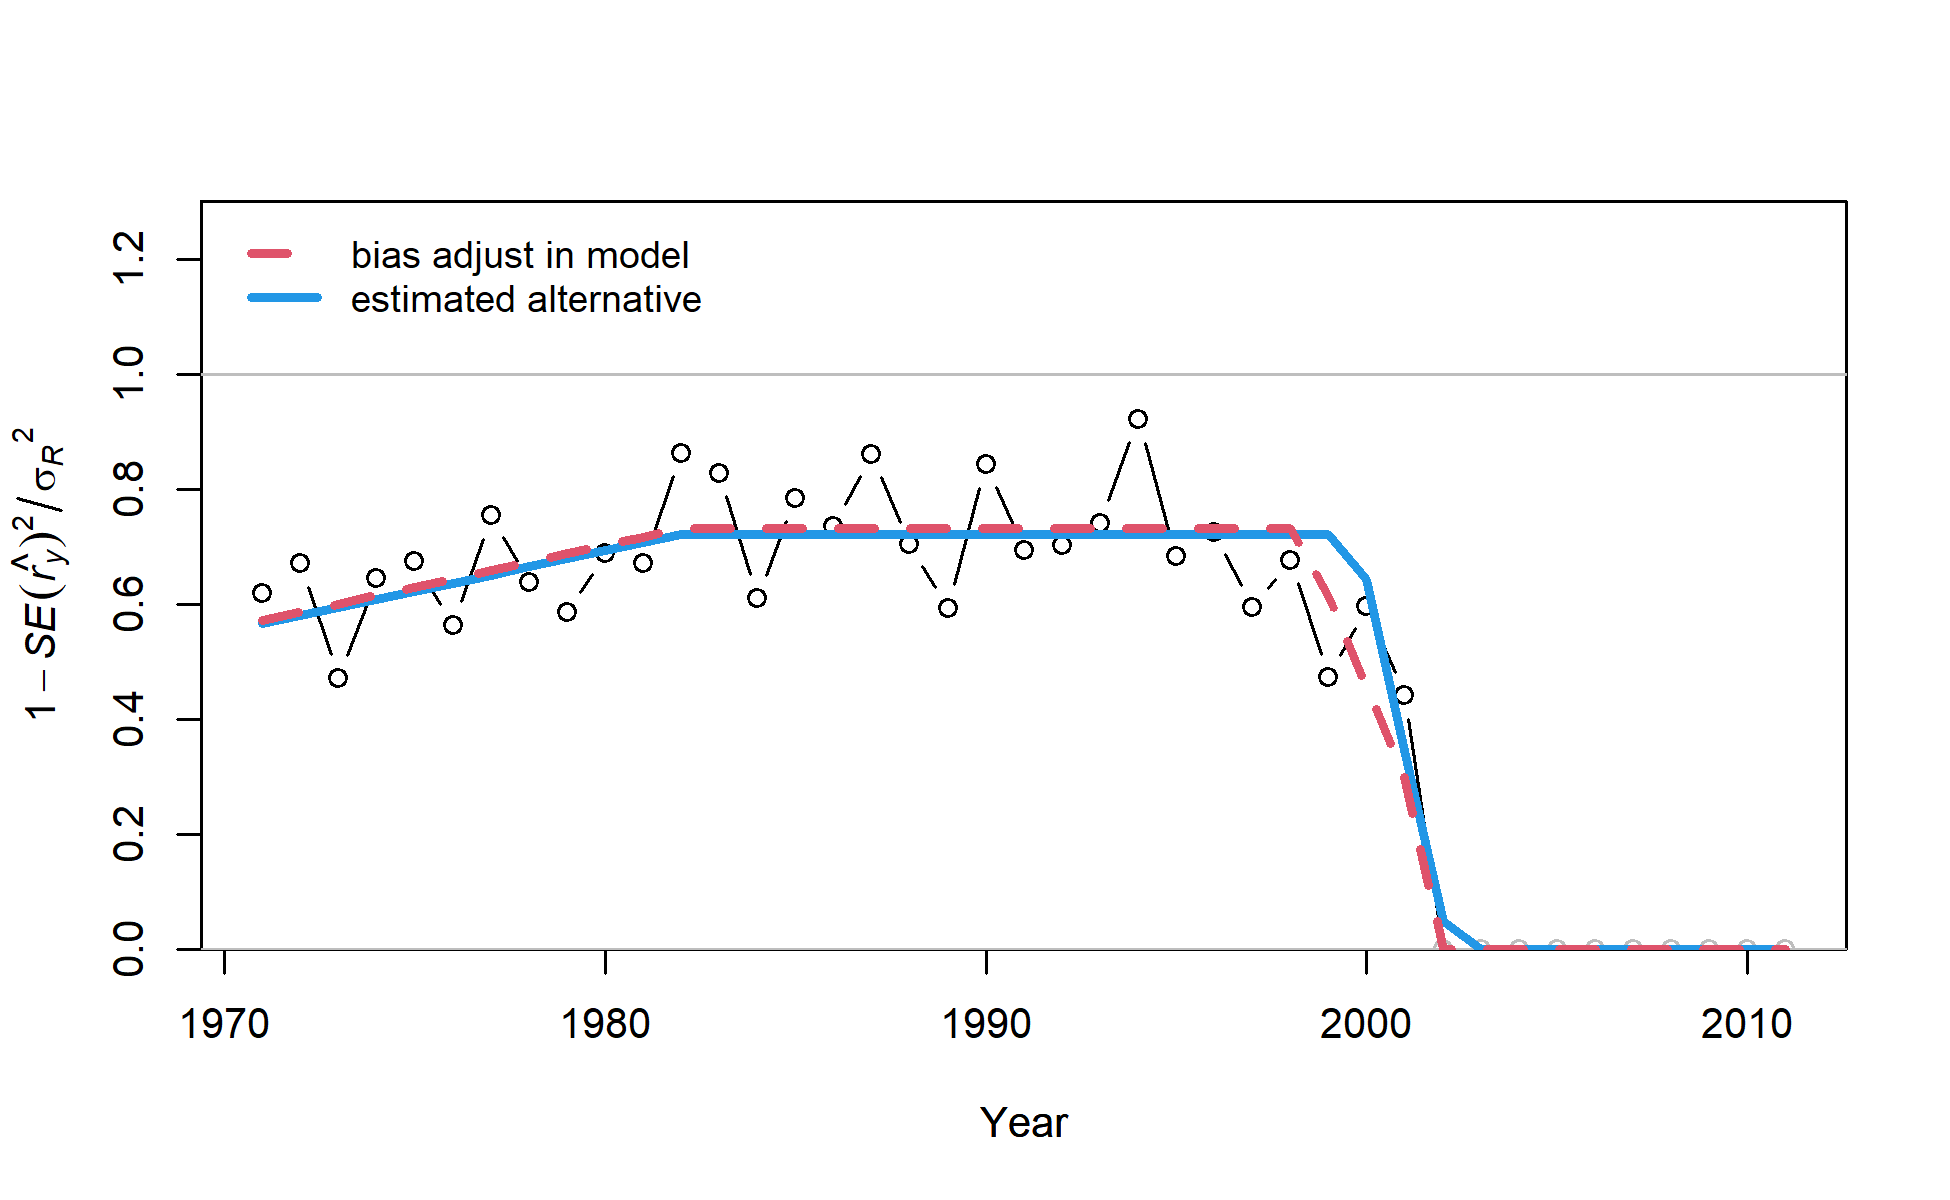 bias adjust in model
estimated alternative
1.2
1.0
0.8
0.6
0.4
0.2
0.0
1 − SE(r̂y)² / σR²
1970 1980 1990 2000 2010
Year